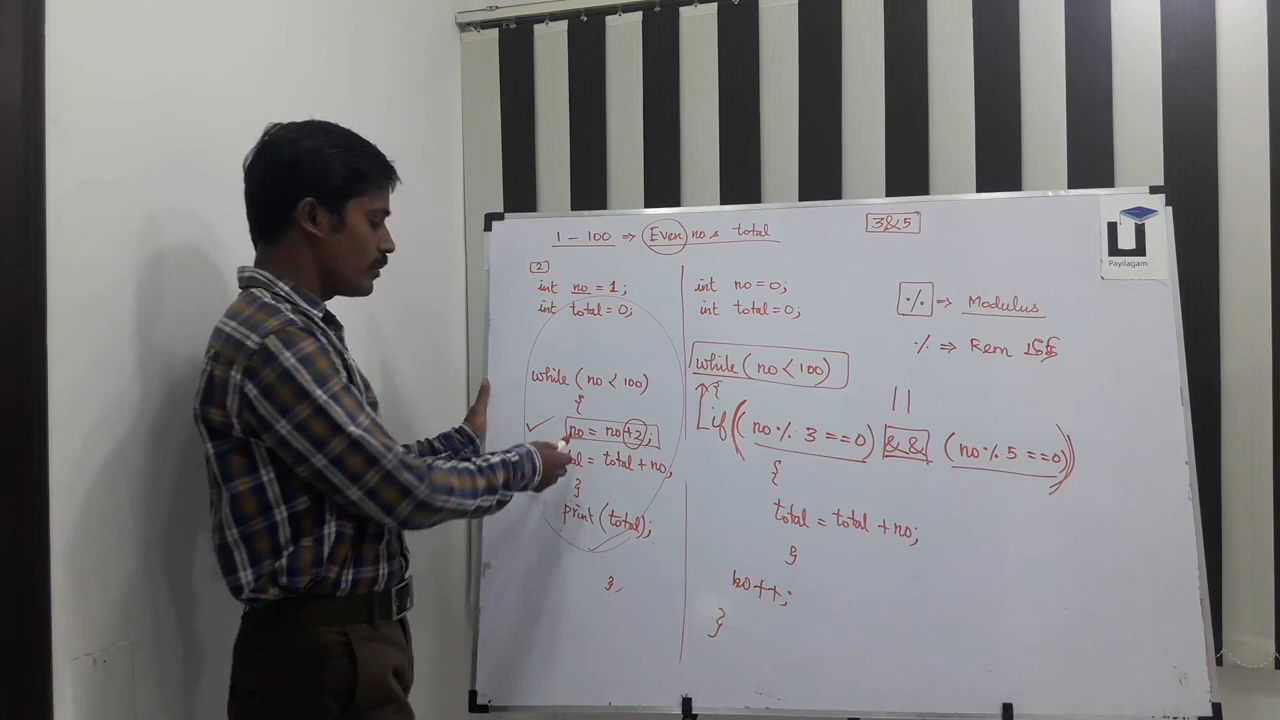 1 - 100 ⇒ Even no.s total
3&5
2
int no = 1;
int total = 0;
while ( no < 100)
{
no = no+2;
= total + no;
}
print (total);
int no = 0;
int total = 0;
while ( no < 100)
{
if (( no % 3 ==0) && (no % 5 ==0))
{
total = total + no;
}
no++;
}
% => Modulus
% => Rem
||
Payilagam